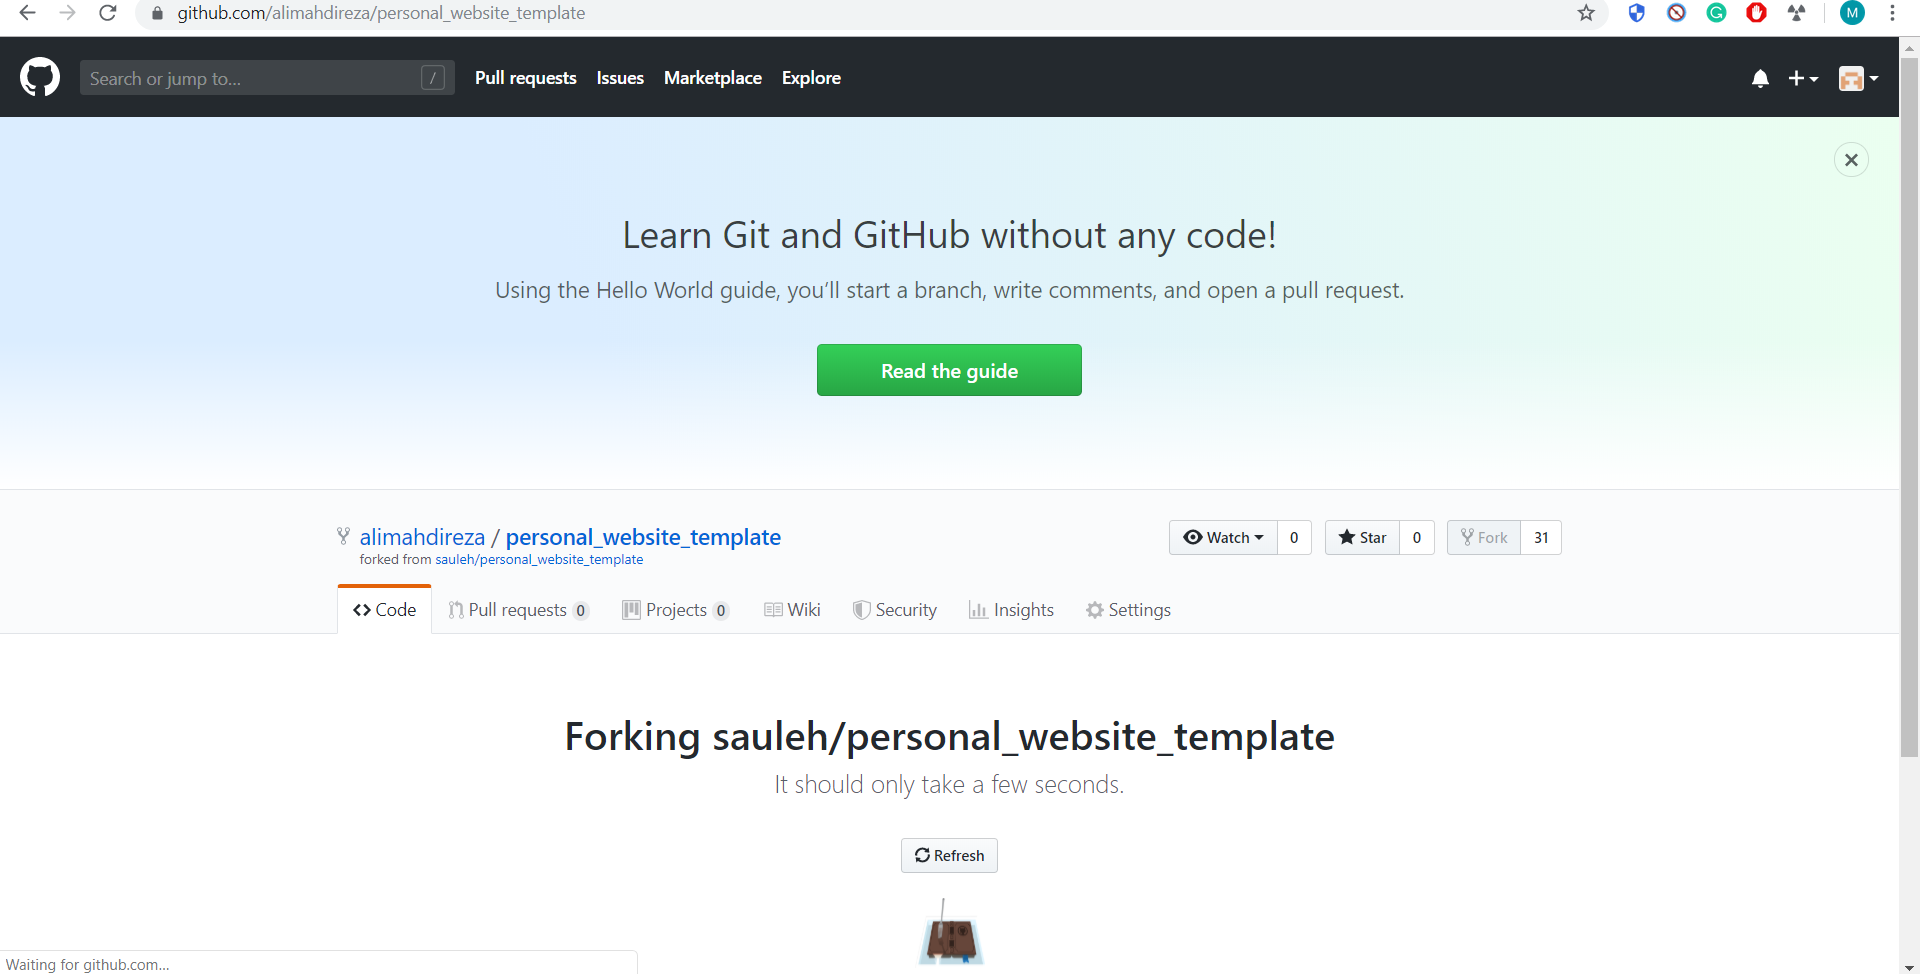 github.com/alimahdireza/personal_website_template
M
Search or jump to...
/
Pull requests
Issues
Marketplace
Explore
Learn Git and GitHub without any code!
Using the Hello World guide, you’ll start a branch, write comments, and open a pull request.
Read the guide
alimahdireza / personal_website_template
forked from sauleh/personal_website_template
Watch 0
Star 0
Fork 31
Code
Pull requests 0
Projects 0
Wiki
Security
Insights
Settings
Forking sauleh/personal_website_template
It should only take a few seconds.
Refresh
Waiting for github.com...